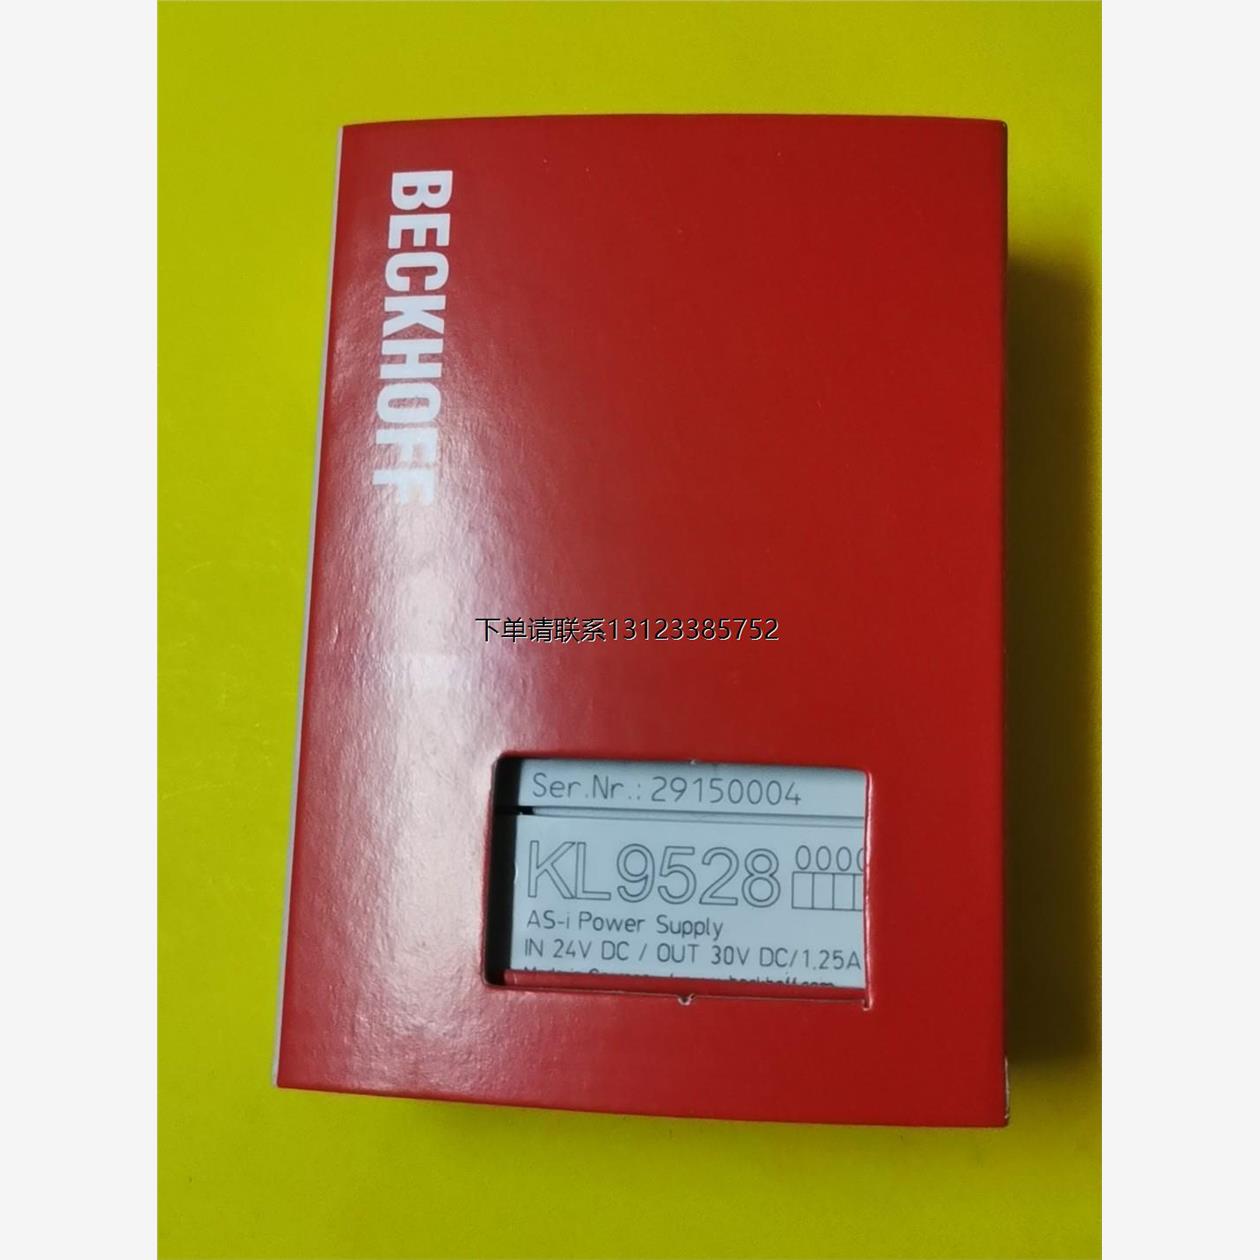 BECKHOFF
下单请联系13123385752
Ser.Nr.: 29150004
KL9528 0000
AS-i Power Supply
IN 24V DC / OUT 30V DC/1,25A